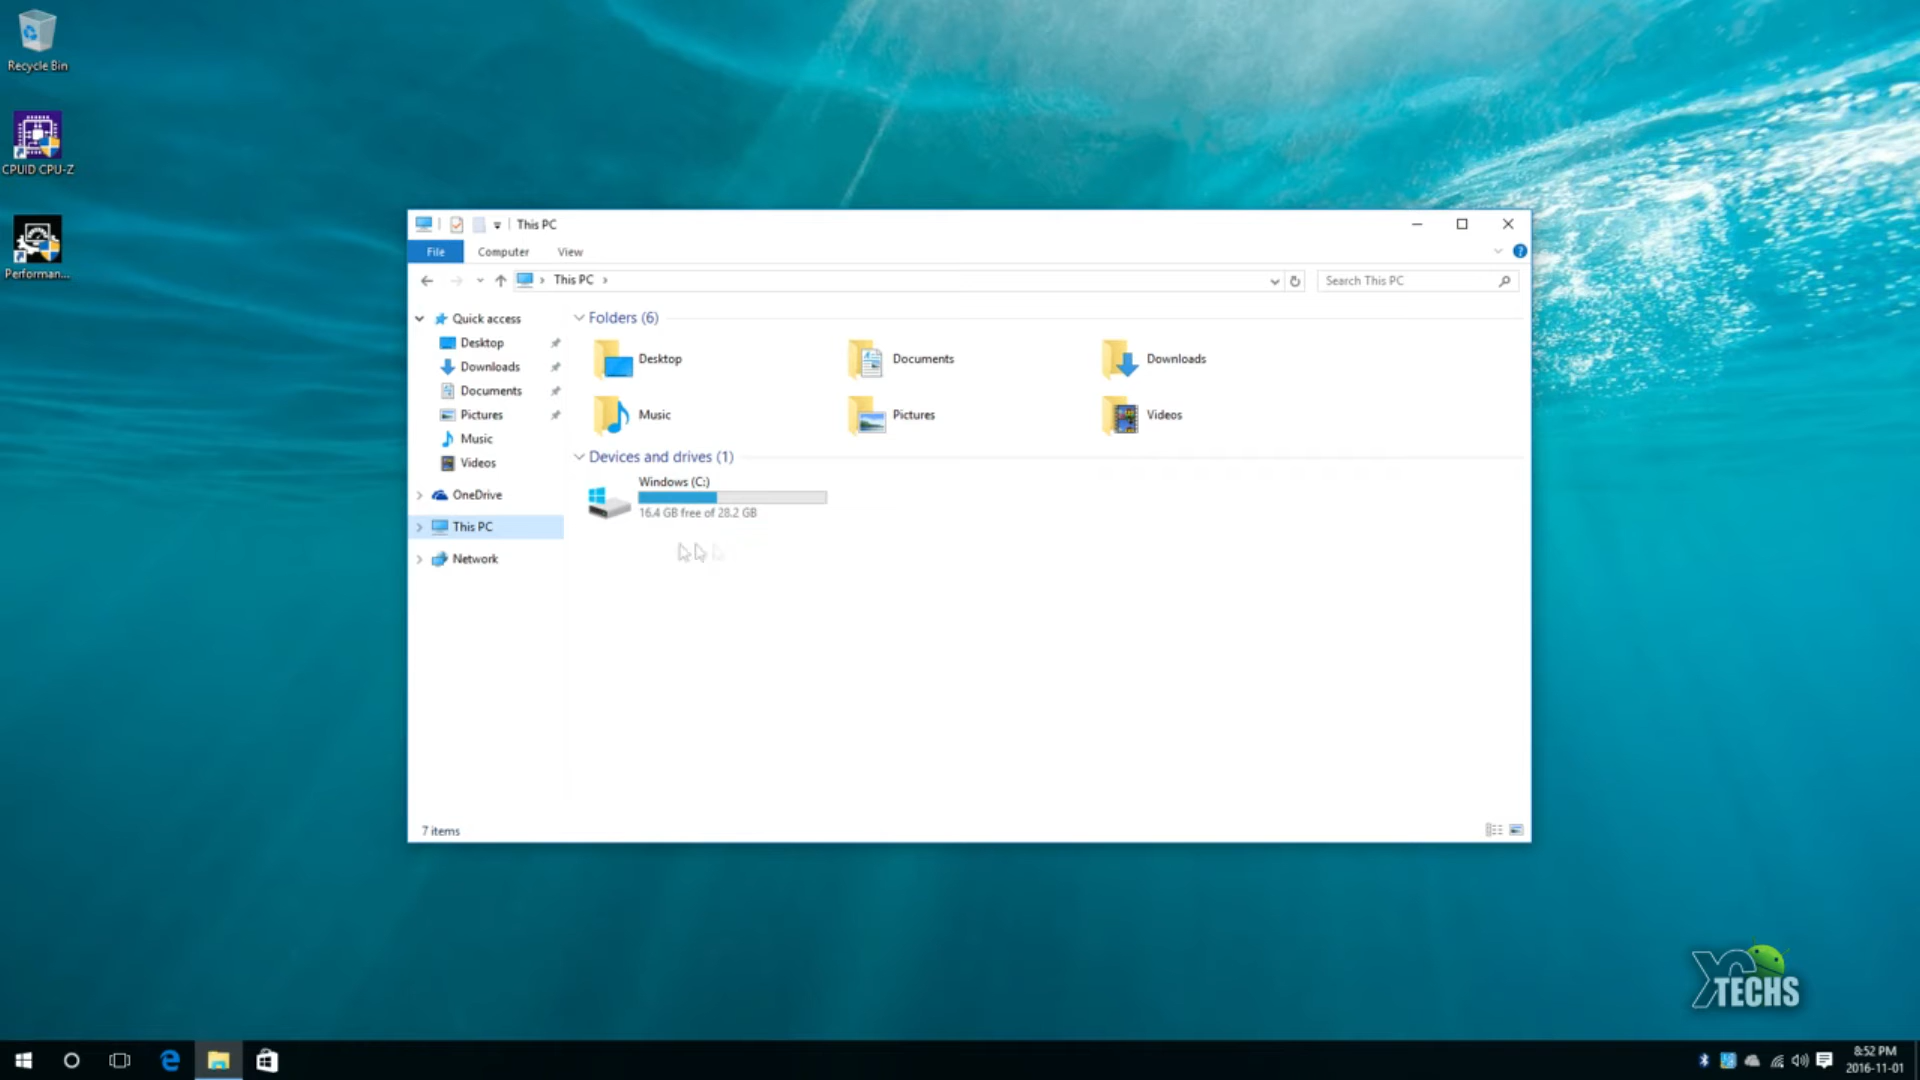 Recycle Bin
CPUID CPU-Z
Performan...
This PC
File Computer View
This PC
Search This PC
Quick access
Desktop
Downloads
Documents
Pictures
Music
Videos
OneDrive
This PC
Network
Folders (6)
Desktop Documents Downloads
Music Pictures Videos
Devices and drives (1)
Windows (C:)
16.4 GB free of 28.2 GB
7 items
TECHS
8:52 PM
2016-11-01